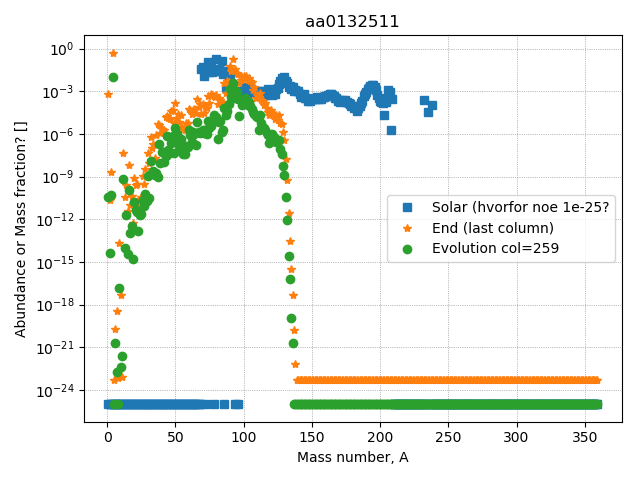 aa0132511
Abundance or Mass fraction? []
10^0
10^-3
10^-6
10^-9
10^-12
10^-15
10^-18
10^-21
10^-24
Solar (hvorfor noe 1e-25?
End (last column)
Evolution col=259
0 50 100 150 200 250 300 350
Mass number, A